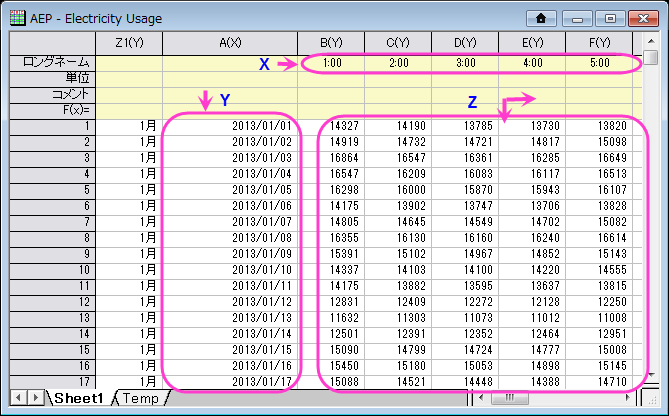 AEP - Electricity Usage
Z1(Y) A(X) B(Y) C(Y) D(Y) E(Y) F(Y)
ロングネーム X 1:00 2:00 3:00 4:00 5:00
単位
コメント Y Z
F(x)=
1 1月 2013/01/01 14327 14190 13785 13730 13820
2 1月 2013/01/02 14919 14732 14721 14817 15098
3 1月 2013/01/03 16864 16547 16361 16285 16649
4 1月 2013/01/04 16547 16209 16083 16117 16513
5 1月 2013/01/05 16298 16000 15870 15943 16107
6 1月 2013/01/06 14175 13902 13747 13706 13828
7 1月 2013/01/07 14805 14645 14549 14702 15082
8 1月 2013/01/08 16355 16130 16160 16240 16614
9 1月 2013/01/09 15391 15102 14967 14852 15143
10 1月 2013/01/10 14337 14103 14100 14220 14555
11 1月 2013/01/11 14175 13882 13595 13637 13815
12 1月 2013/01/12 12831 12409 12272 12128 12250
13 1月 2013/01/13 11632 11303 11073 11012 11008
14 1月 2013/01/14 12501 12391 12352 12464 12951
15 1月 2013/01/15 15090 14799 14724 14777 15008
16 1月 2013/01/16 15450 15180 15053 14898 15145
17 1月 2013/01/17 15088 14521 14448 14388 14710
Sheet1 Temp